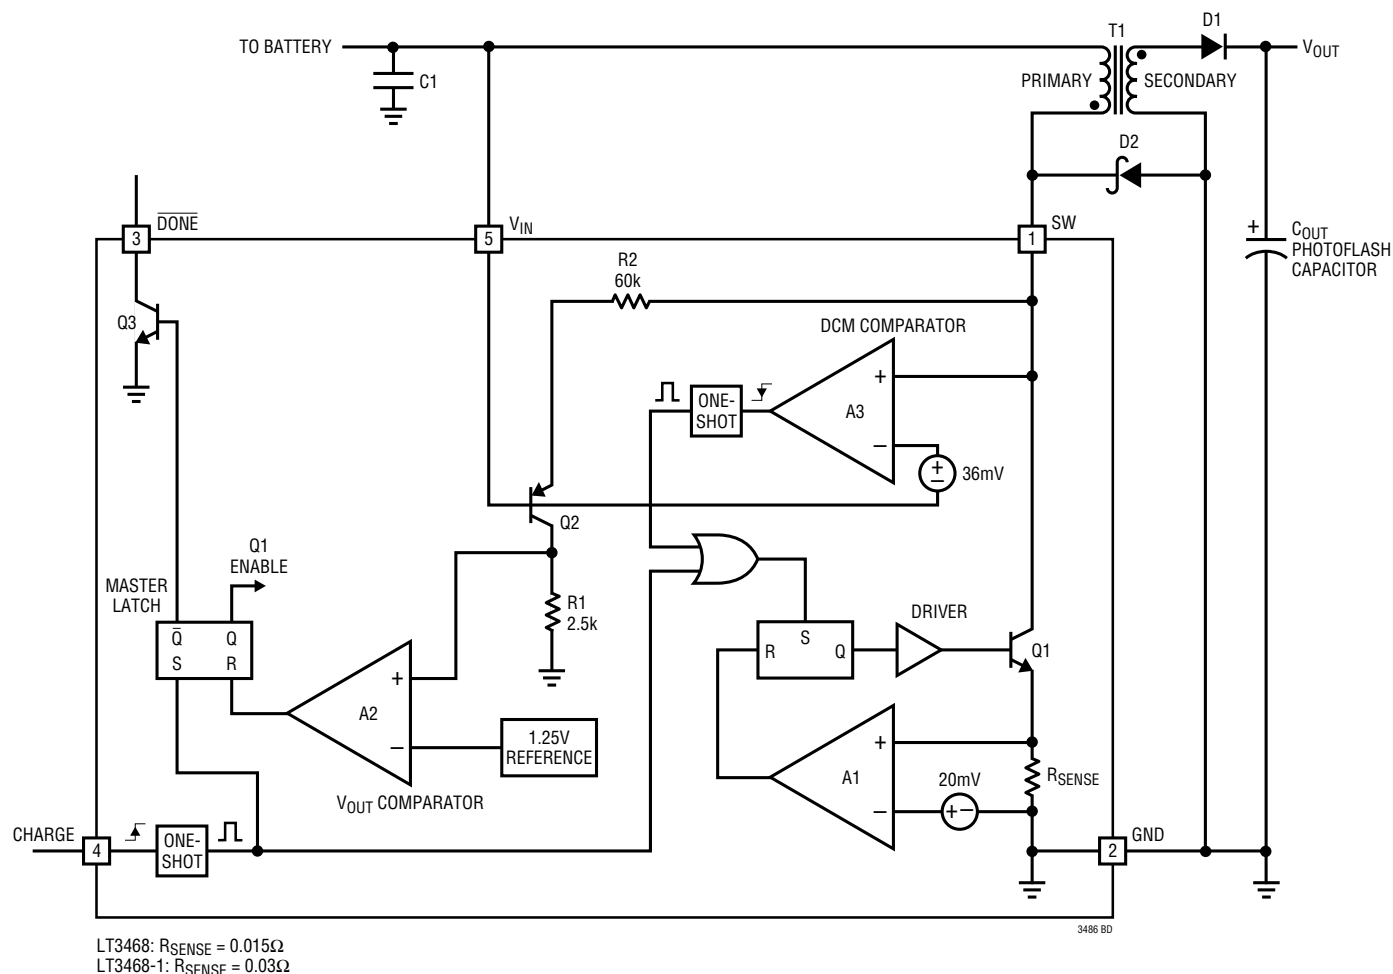 TO BATTERY
C1
T1
D1
VOUT
PRIMARY
SECONDARY
D2
DONE
VIN
SW
3
5
1
+
COUT
PHOTOFLASH
CAPACITOR
R2
60k
Q3
DCM COMPARATOR
ONE-
SHOT
+
A3
−
+
−
36mV
Q2
Q1
ENABLE
MASTER
LATCH
R1
2.5k
DRIVER
Q̅
Q
S
R
S
R
Q
Q1
+
A2
−
1.25V
REFERENCE
VOUT COMPARATOR
+
A1
−
20mV
+−
RSENSE
CHARGE
4
ONE-
SHOT
2
GND
3486 BD
LT3468: RSENSE = 0.015Ω
LT3468-1: RSENSE = 0.03Ω